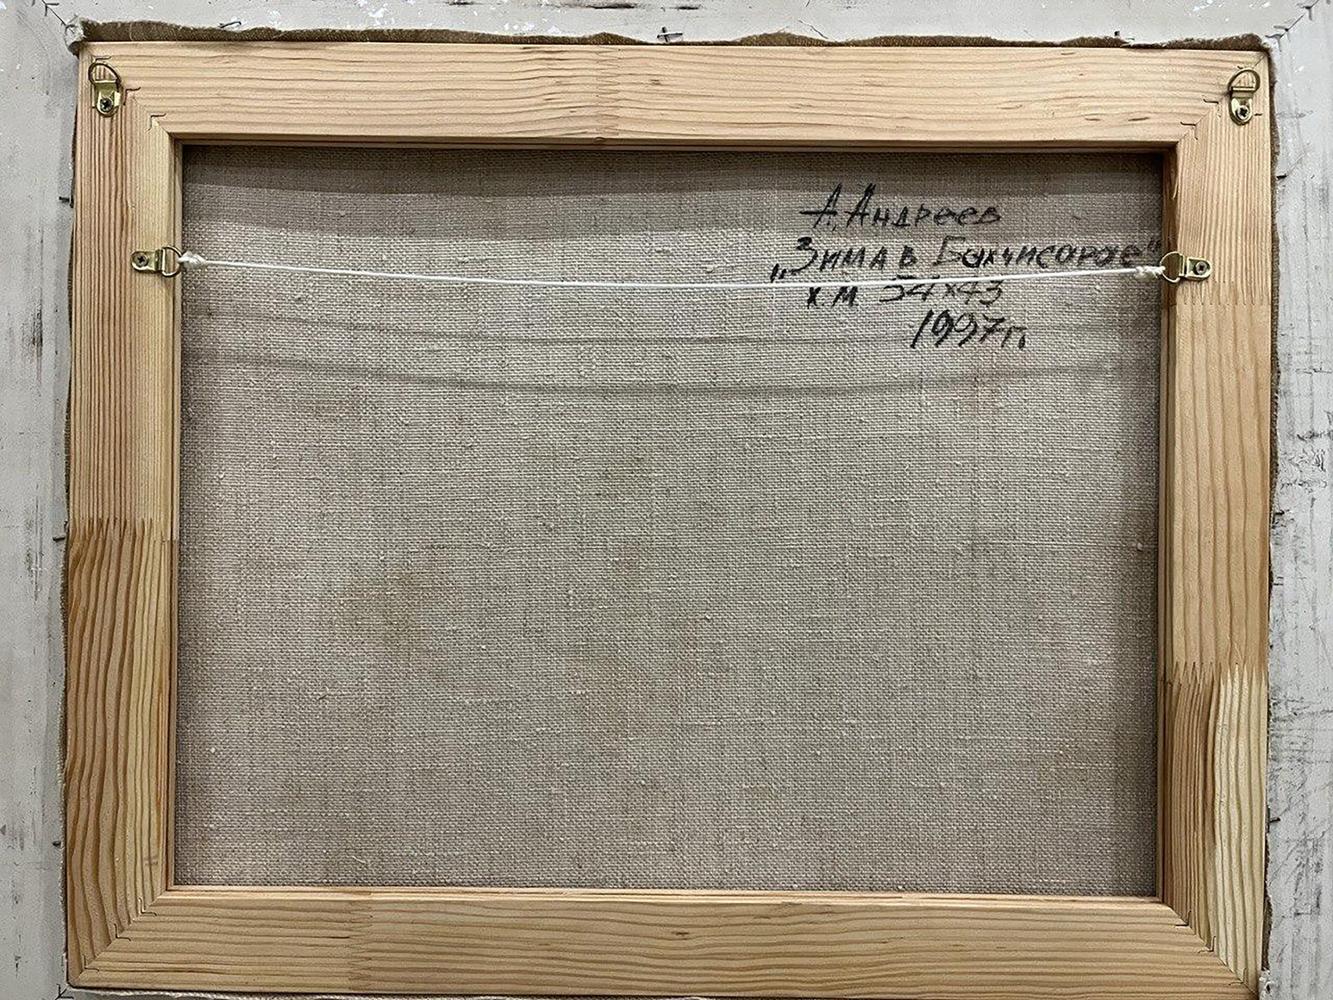 А. Андреев
„Зима в Бахчисарае"
х.м 54х43
1997г.